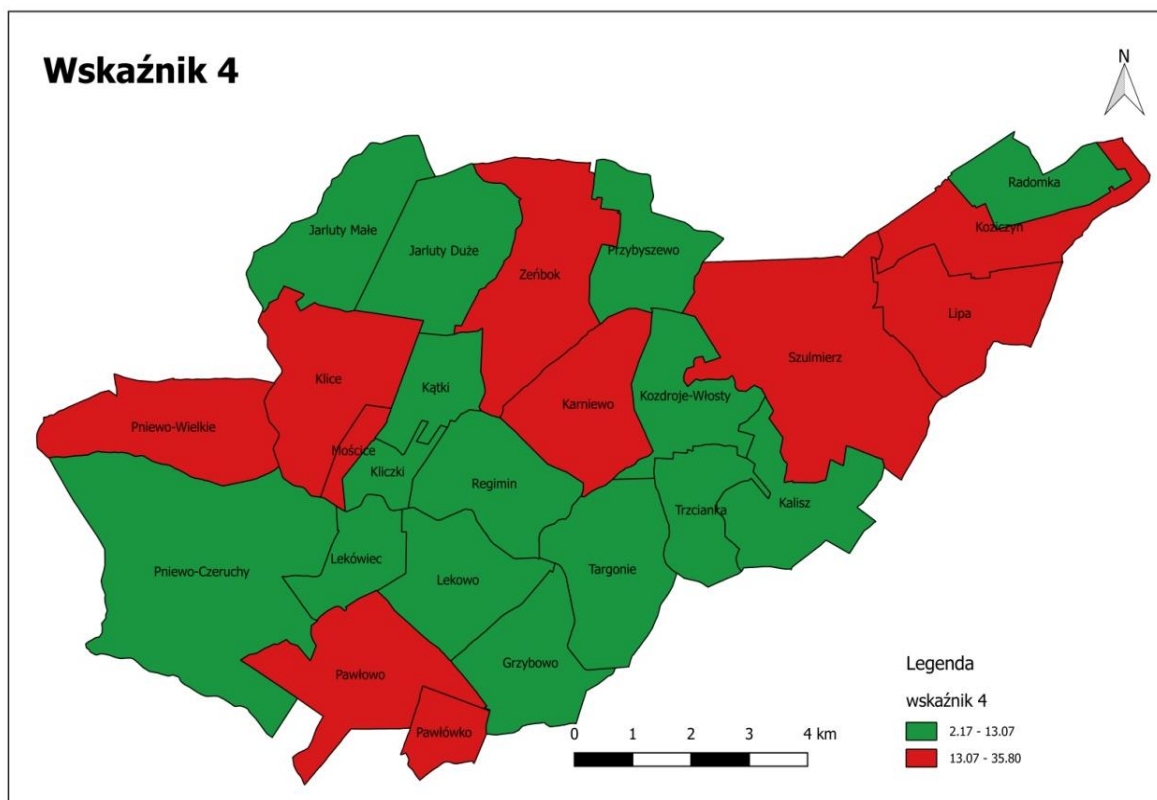 Wskaźnik 4
N
Radomka
Koziczyn
Jarluty Małe
Jarluty Duże
Przybyszewo
Zeńbok
Lipa
Szulmierz
Klice
Kątki
Karniewo
Kozdroje-Włosty
Pniewo-Wielkie
Mościce
Kliczki
Regimin
Trzcianka
Kalisz
Lekówiec
Pniewo-Czeruchy
Lekowo
Targonie
Grzybowo
Pawłowo
Pawłówko
Legenda
wskaźnik 4
2.17 - 13.07
13.07 - 35.80
0 1 2 3 4 km